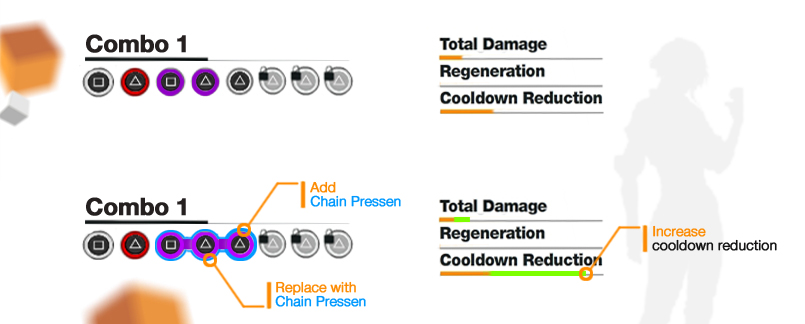 Combo 1
Total Damage
Regeneration
Cooldown Reduction
Combo 1
Add
Chain Pressen
Replace with
Chain Pressen
Total Damage
Regeneration
Cooldown Reduction
Increase
cooldown reduction